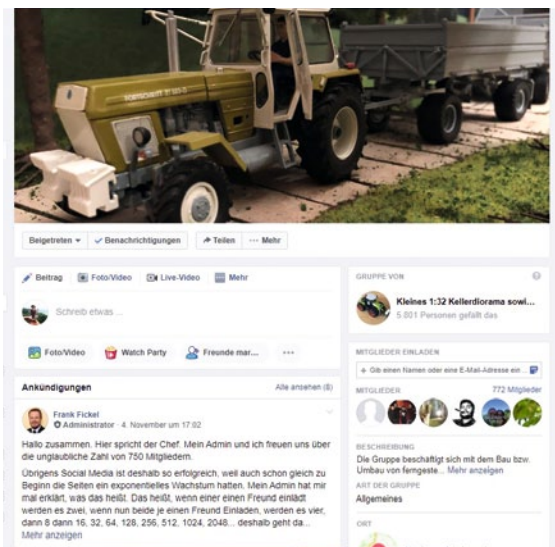 FORTSCHRITT
Beigetreten
Benachrichtigungen
Teilen
Mehr
Beitrag
Foto/Video
Live-Video
Mehr
Schreib etwas ...
Foto/Video
Watch Party
Freunde mar...
Ankündigungen
Alle ansehen (8)
Frank Fickel
Administrator · 4. November um 17:02
Hallo zusammen. Hier spricht der Chef. Mein Admin und ich freuen uns über
die unglaubliche Zahl von 750 Mitgliedern.
Übrigens Social Media ist deshalb so erfolgreich, weil auch schon gleich zu
Beginn die Seiten ein exponentielles Wachstum hatten. Mein Admin hat mir
mal erklärt, was das heißt. Das heißt, wenn einer einen Freund einlädt
werden es zwei, wenn nun beide je einen Freund Einladen, werden es vier,
dann 8 dann 16, 32, 64, 128, 256, 512, 1024, 2048... deshalb geht da...
Mehr anzeigen
GRUPPE VON
Kleines 1:32 Kellerdiorama sowi...
5.801 Personen gefällt das
MITGLIEDER EINLADEN
+ Gib einen Namen oder eine E-Mail-Adresse ein ...
MITGLIEDER
772 Mitglieder
BESCHREIBUNG
Die Gruppe beschäftigt sich mit dem Bau bzw.
Umbau von ferngeste... Mehr anzeigen
ART DER GRUPPE
Allgemeines
ORT